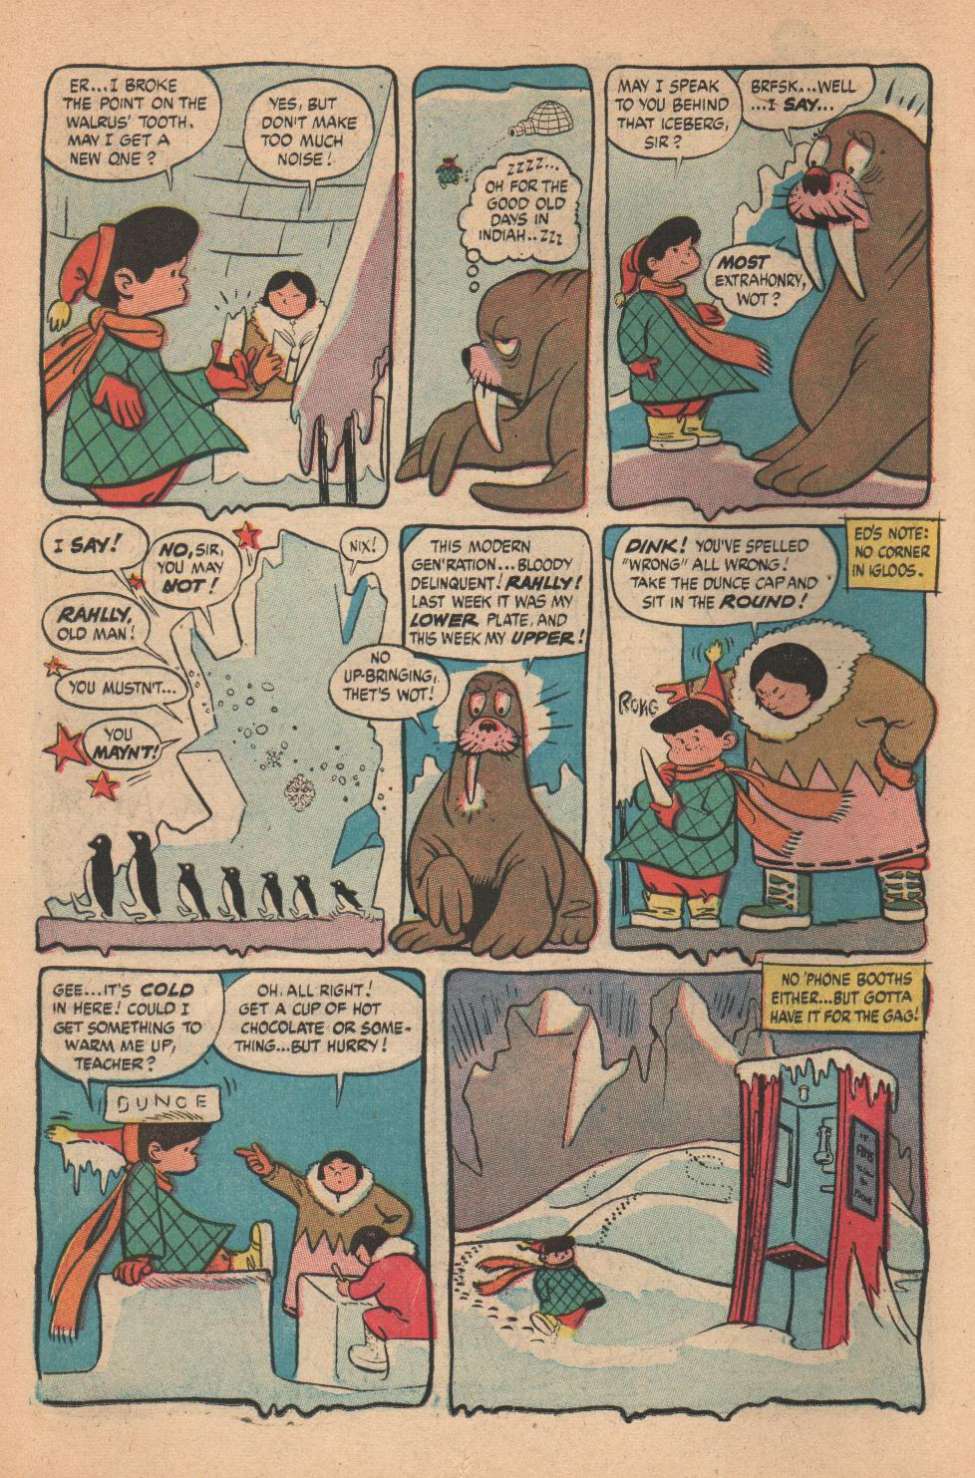 ER...I BROKE
THE POINT ON THE
WALRUS' TOOTH.
MAY I GET A
NEW ONE?
YES, BUT
DON'T MAKE
TOO MUCH
NOISE!
ZZZZ...
OH FOR THE
GOOD OLD
DAYS IN
INDIAH..ZZZ
MAY I SPEAK
TO YOU BEHIND
THAT ICEBERG,
SIR?
BRFSK...WELL
...I SAY...
MOST
EXTRAHONRY,
WOT?
I SAY!
NO, SIR,
YOU MAY
NOT!
NIX!
RAHLLY,
OLD MAN!
YOU MUSTN'T...
YOU
MAYNT!
THIS MODERN
GEN'RATION...BLOODY
DELINQUENT! RAHLLY!
LAST WEEK IT WAS MY
LOWER PLATE, AND
THIS WEEK MY UPPER!
NO
UP-BRINGING,
THET'S WOT!
DINK! YOU'VE SPELLED
"WRONG" ALL WRONG!
TAKE THE DUNCE CAP AND
SIT IN THE ROUND!
ED'S NOTE:
NO CORNER
IN IGLOOS.
RONG
GEE...IT'S COLD
IN HERE! COULD I
GET SOMETHING TO
WARM ME UP,
TEACHER?
OH, ALL RIGHT!
GET A CUP OF HOT
CHOCOLATE OR SOME-
THING...BUT HURRY!
DUNCE
NO 'PHONE BOOTHS
EITHER...BUT GOTTA
HAVE IT FOR THE GAG!